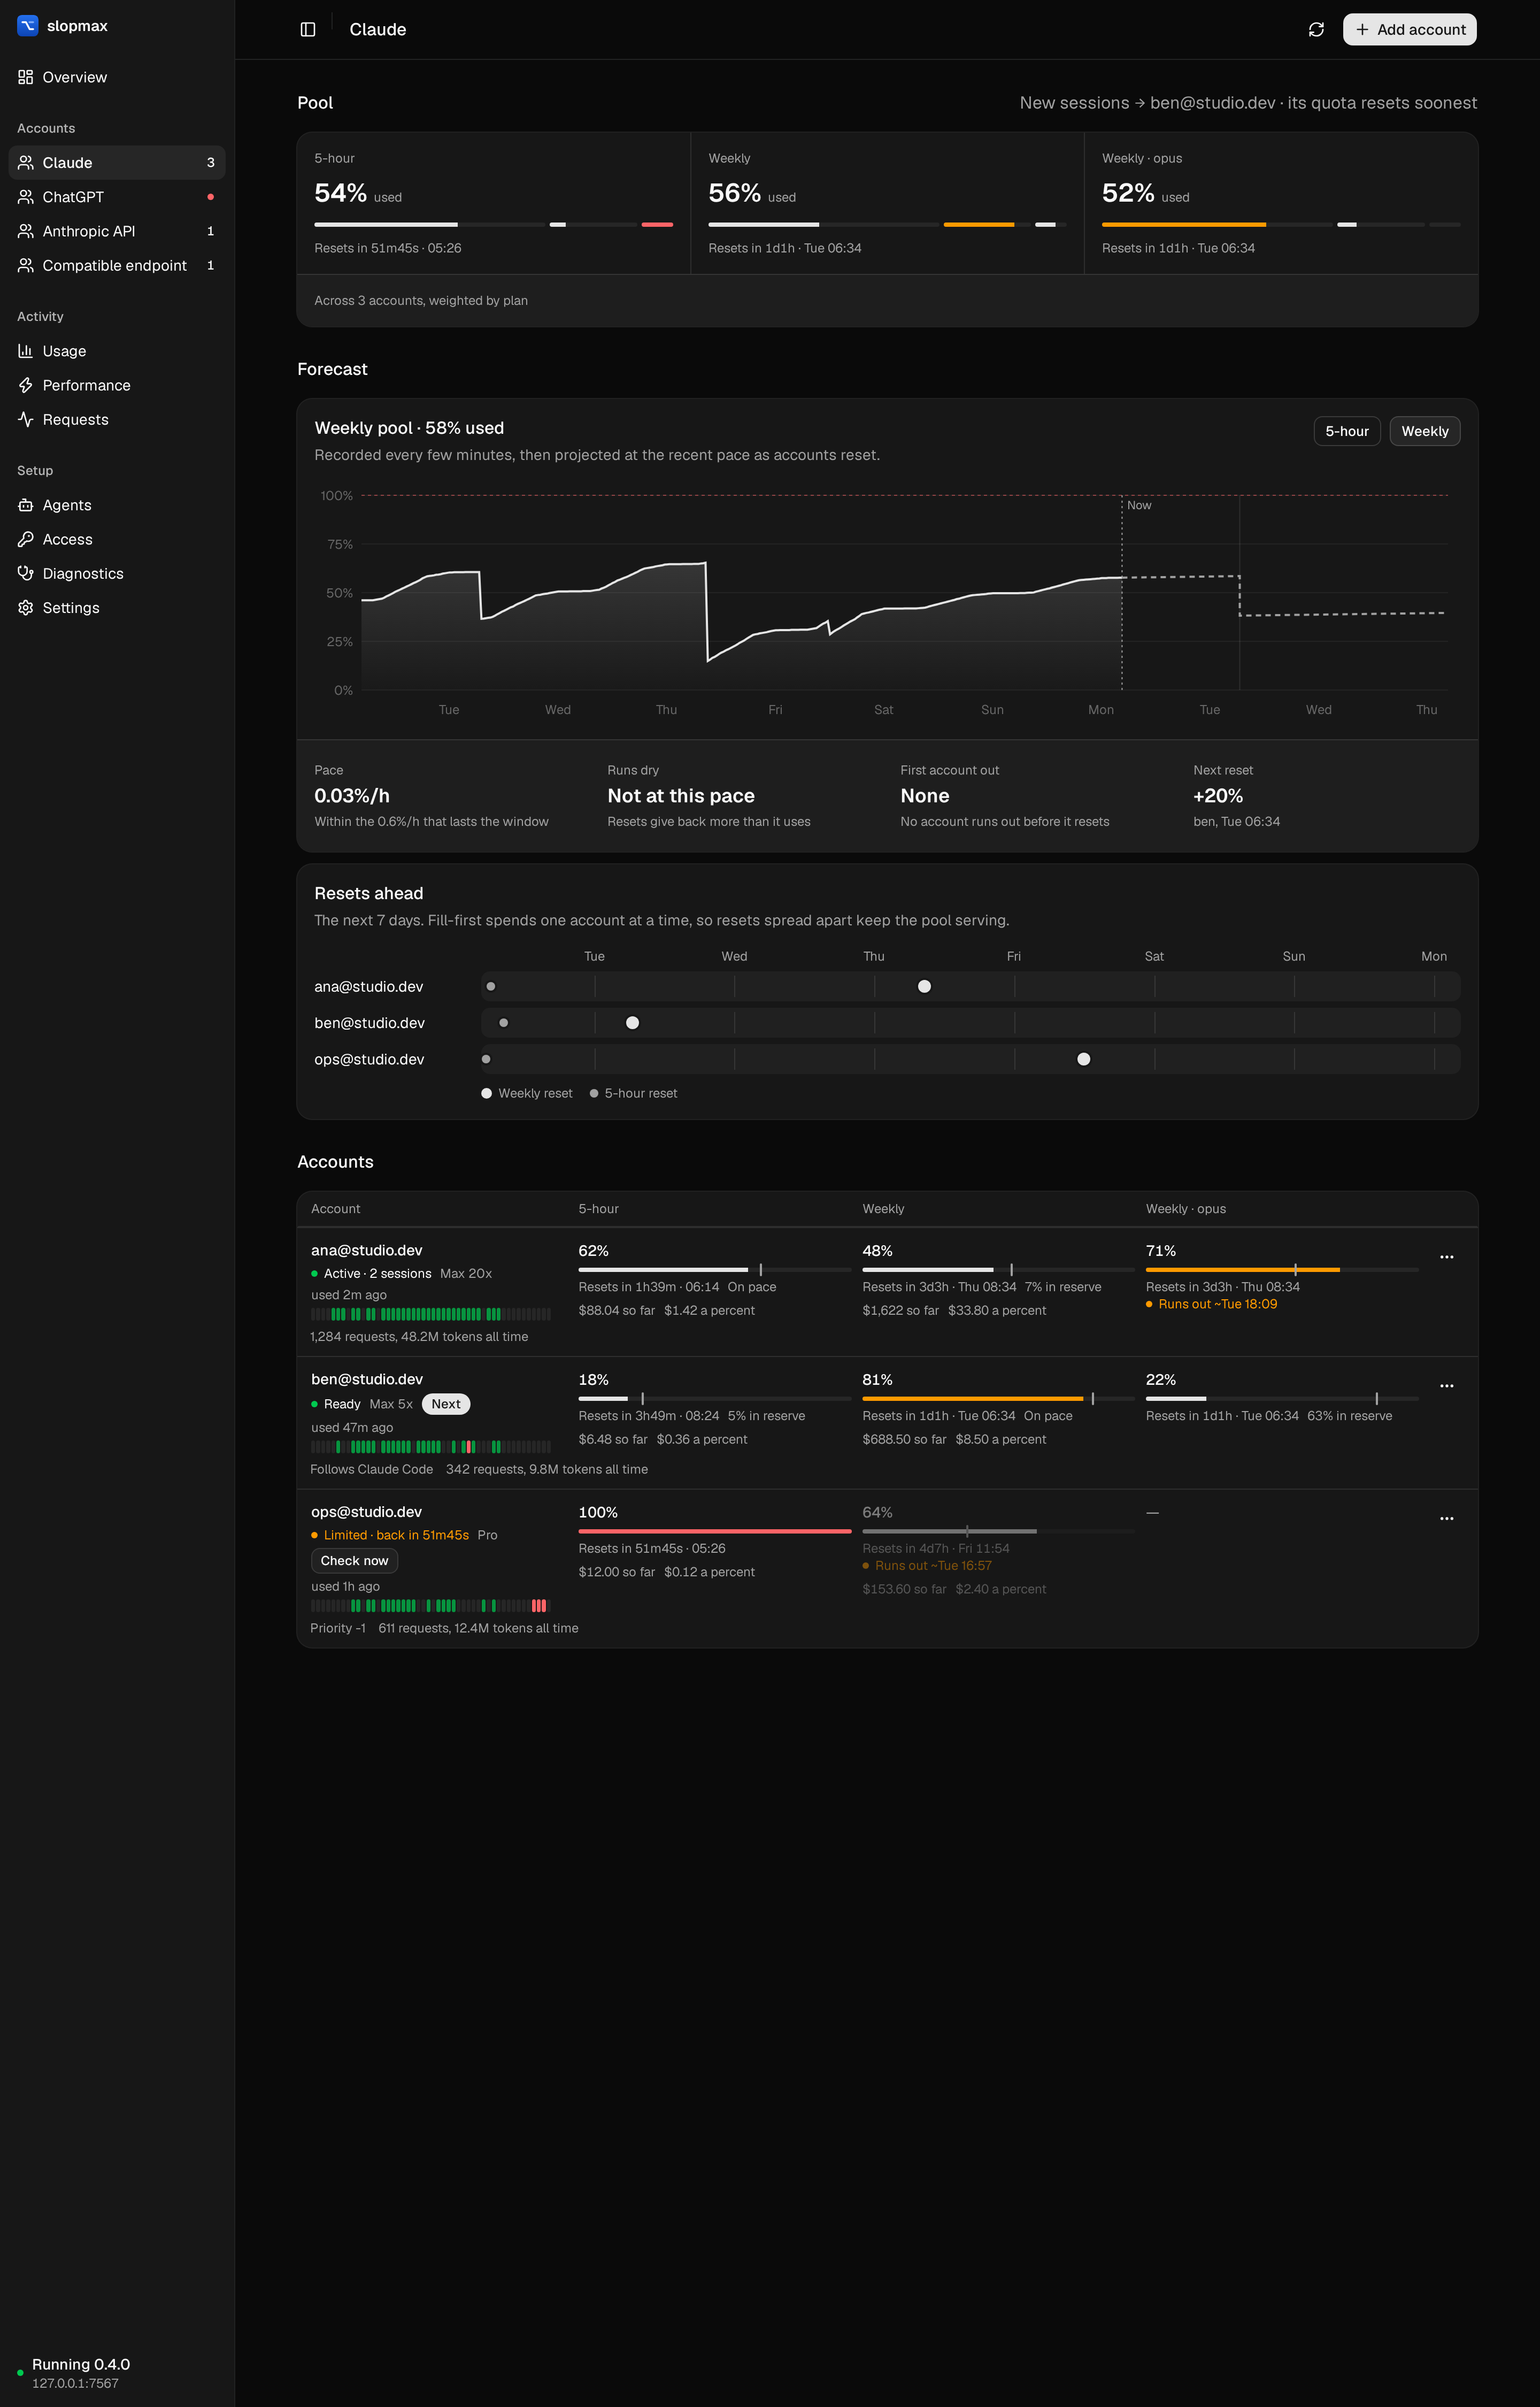 slopmax
Overview
Accounts
Claude 3
ChatGPT
Anthropic API 1
Compatible endpoint 1
Activity
Usage
Performance
Requests
Setup
Agents
Access
Diagnostics
Settings
Running 0.4.0
127.0.0.1:7567
Claude
Add account
Pool
New sessions → ben@studio.dev · its quota resets soonest
5-hour
54% used
Resets in 51m45s · 05:26
Weekly
56% used
Resets in 1d1h · Tue 06:34
Weekly · opus
52% used
Resets in 1d1h · Tue 06:34
Across 3 accounts, weighted by plan
Forecast
Weekly pool · 58% used
5-hour Weekly
Recorded every few minutes, then projected at the recent pace as accounts reset.
100%
Now
75%
50%
25%
0%
Tue Wed Thu Fri Sat Sun Mon Tue Wed Thu
Pace
0.03%/h
Within the 0.6%/h that lasts the window
Runs dry
Not at this pace
Resets give back more than it uses
First account out
None
No account runs out before it resets
Next reset
+20%
ben, Tue 06:34
Resets ahead
The next 7 days. Fill-first spends one account at a time, so resets spread apart keep the pool serving.
Tue Wed Thu Fri Sat Sun Mon
ana@studio.dev
ben@studio.dev
ops@studio.dev
Weekly reset 5-hour reset
Accounts
Account 5-hour Weekly Weekly · opus
ana@studio.dev
Active · 2 sessions Max 20x
used 2m ago
1,284 requests, 48.2M tokens all time
62%
Resets in 1h39m · 06:14 On pace
$88.04 so far $1.42 a percent
48%
Resets in 3d3h · Thu 08:34 7% in reserve
$1,622 so far $33.80 a percent
71%
Resets in 3d3h · Thu 08:34
Runs out ~Tue 18:09
ben@studio.dev
Ready Max 5x Next
used 47m ago
Follows Claude Code 342 requests, 9.8M tokens all time
18%
Resets in 3h49m · 08:24 5% in reserve
$6.48 so far $0.36 a percent
81%
Resets in 1d1h · Tue 06:34 On pace
$688.50 so far $8.50 a percent
22%
Resets in 1d1h · Tue 06:34 63% in reserve
ops@studio.dev
Limited · back in 51m45s Pro
Check now
used 1h ago
Priority -1 611 requests, 12.4M tokens all time
100%
Resets in 51m45s · 05:26
$12.00 so far $0.12 a percent
64%
Resets in 4d7h · Fri 11:54
Runs out ~Tue 16:57
$153.60 so far $2.40 a percent
—